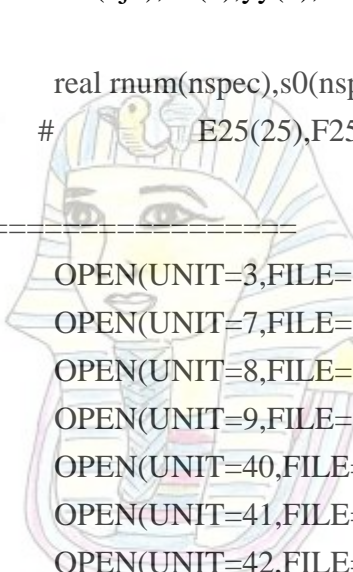 real rnum(nspec),s0(nsp
# E25(25),F25
=================
OPEN(UNIT=3,FILE=
OPEN(UNIT=7,FILE=
OPEN(UNIT=8,FILE=
OPEN(UNIT=9,FILE=
OPEN(UNIT=40,FILE=
OPEN(UNIT=41,FILE=
OPEN(UNIT=42,FILE=